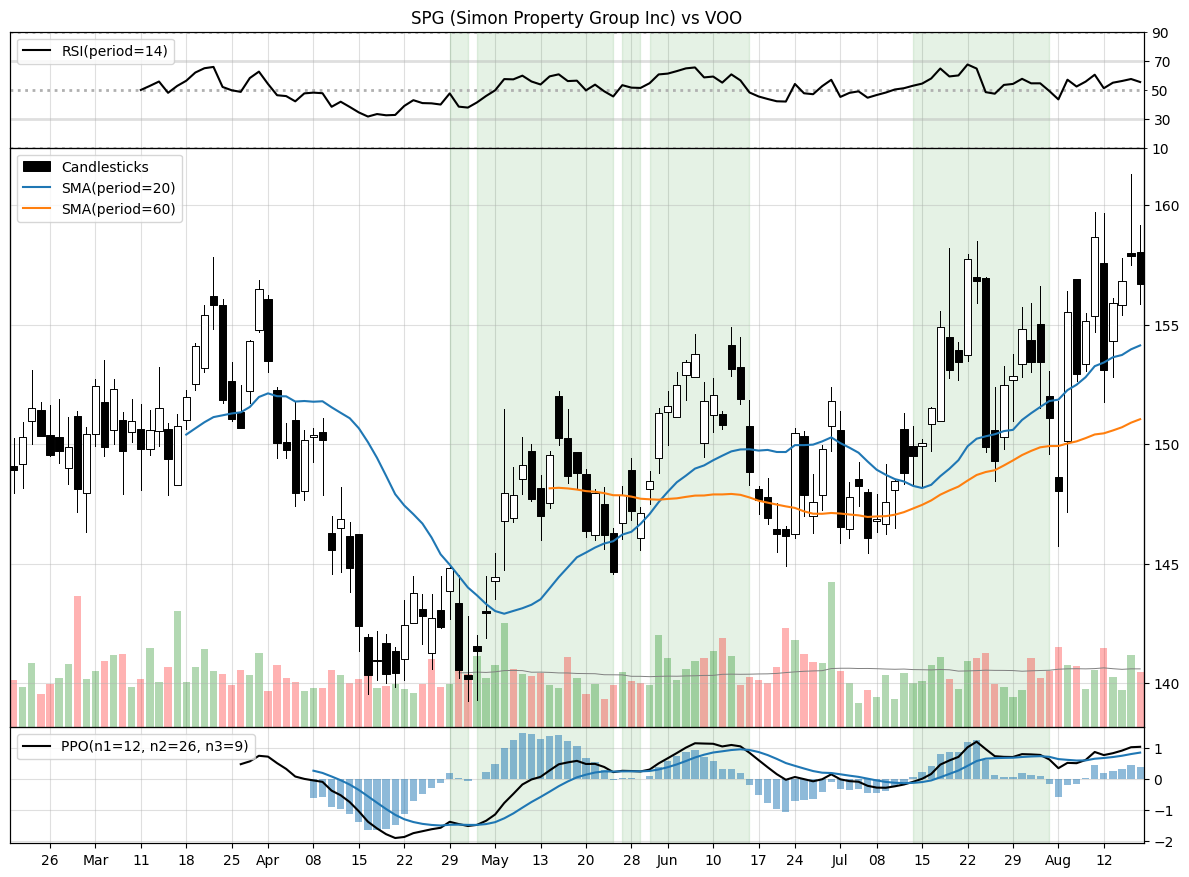 SPG (Simon Property Group Inc) vs VOO
RSI(period=14)
90
70
50
30
10
Candlesticks
SMA(period=20)
SMA(period=60)
160
155
150
145
140
PPO(n1=12, n2=26, n3=9)
1
0
−1
−2
26 Mar 11 18 25 Apr 08 15 22 29 May 13 20 28 Jun 10 17 24 Jul 08 15 22 29 Aug 12